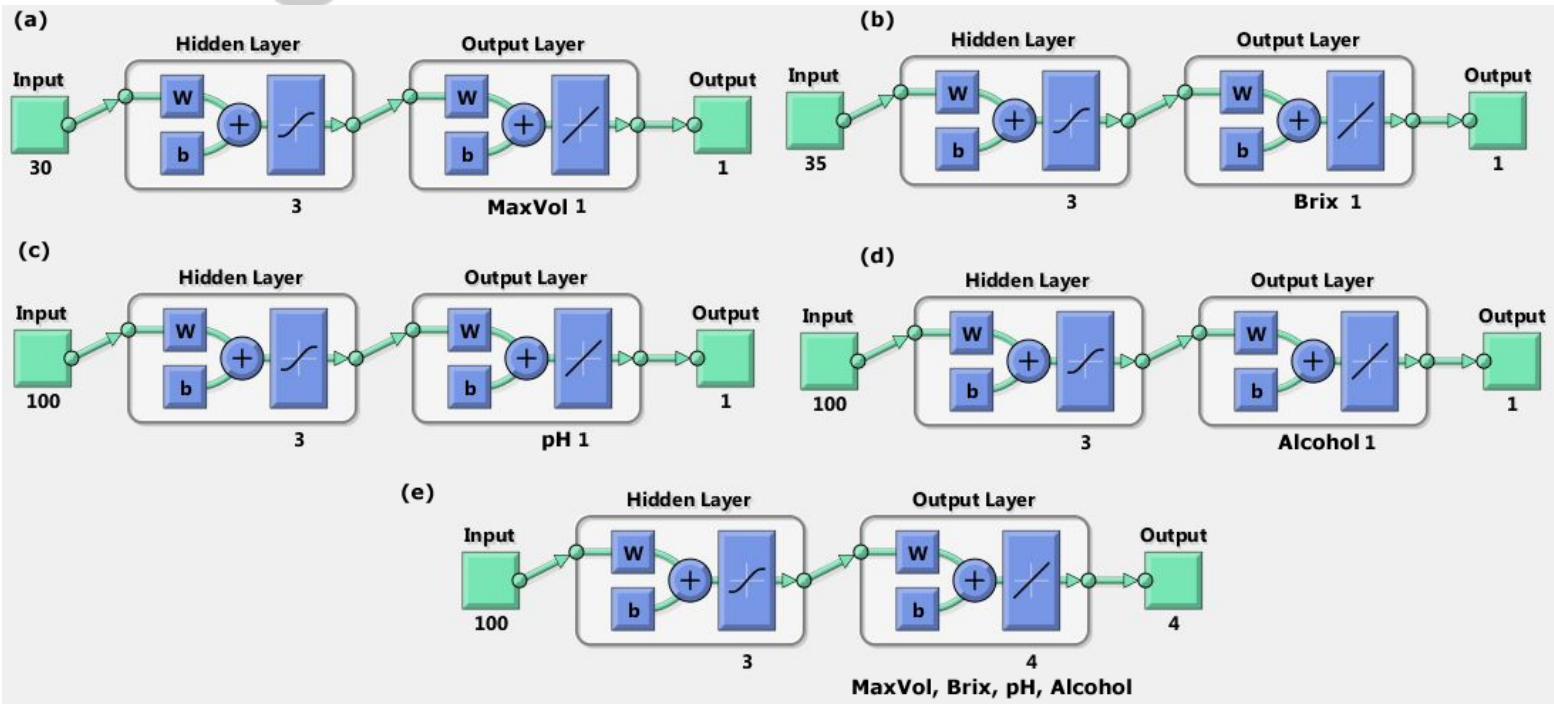 (a)
Hidden Layer Output Layer
Input Output
W b + W b +
30 3 MaxVol 1 1
(b)
Hidden Layer Output Layer
Input Output
W b + W b +
35 3 Brix 1 1
(c)
Hidden Layer Output Layer
Input Output
W b + W b +
100 3 pH 1 1
(d)
Hidden Layer Output Layer
Input Output
W b + W b +
100 3 Alcohol 1 1
(e)
Hidden Layer Output Layer
Input Output
W b + W b +
100 3 4 4
MaxVol, Brix, pH, Alcohol